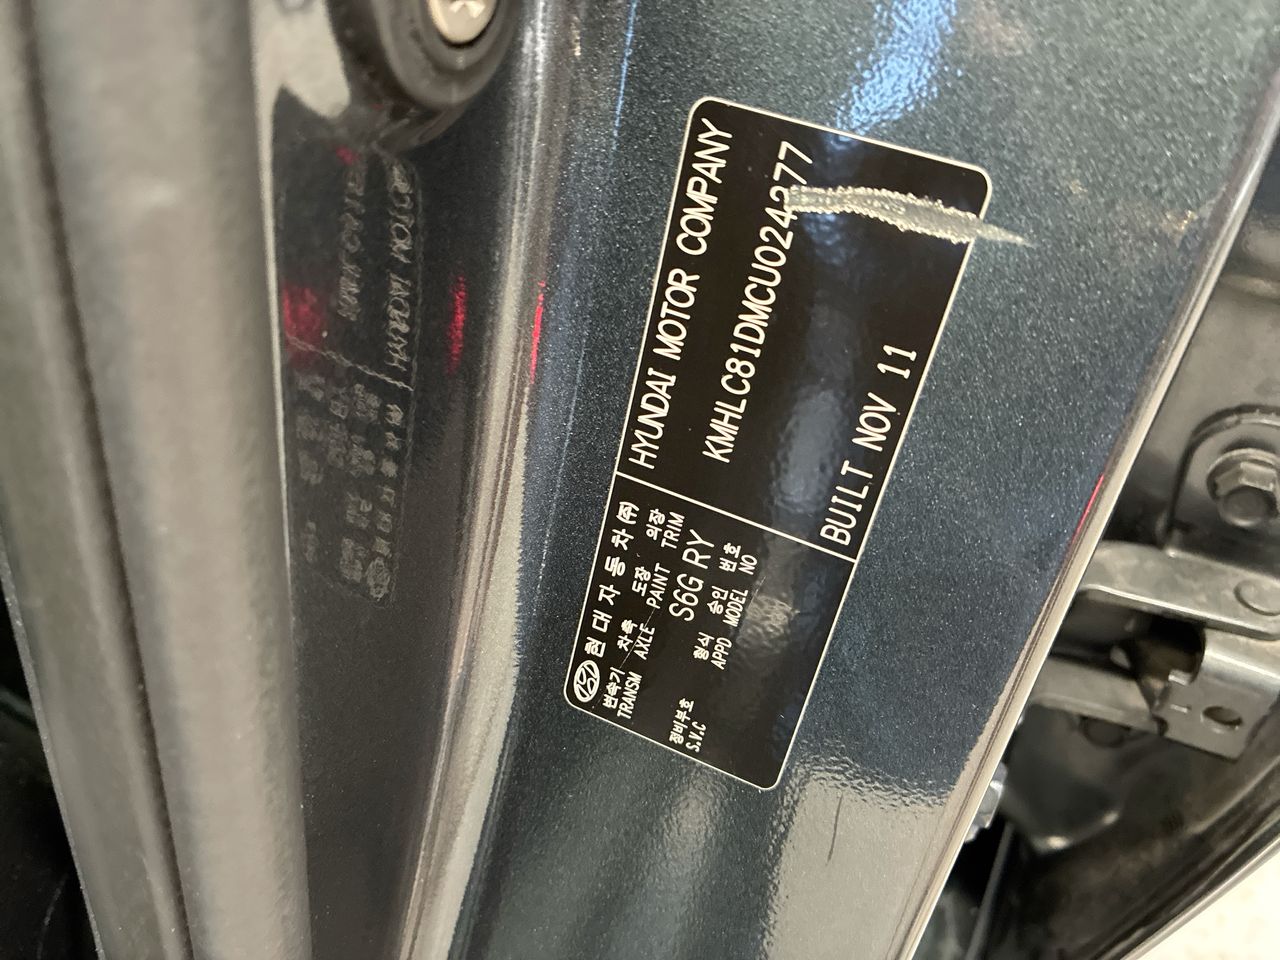 현대자동차(주) HYUNDAI MOTOR COMPANY
변속기 차축 도장 의장
TRANSM AXLE PAINT TRIM
S6G RY
정비부호 형식 승인 번호
S.V.C APPD MODEL NO
BUILT NOV 11